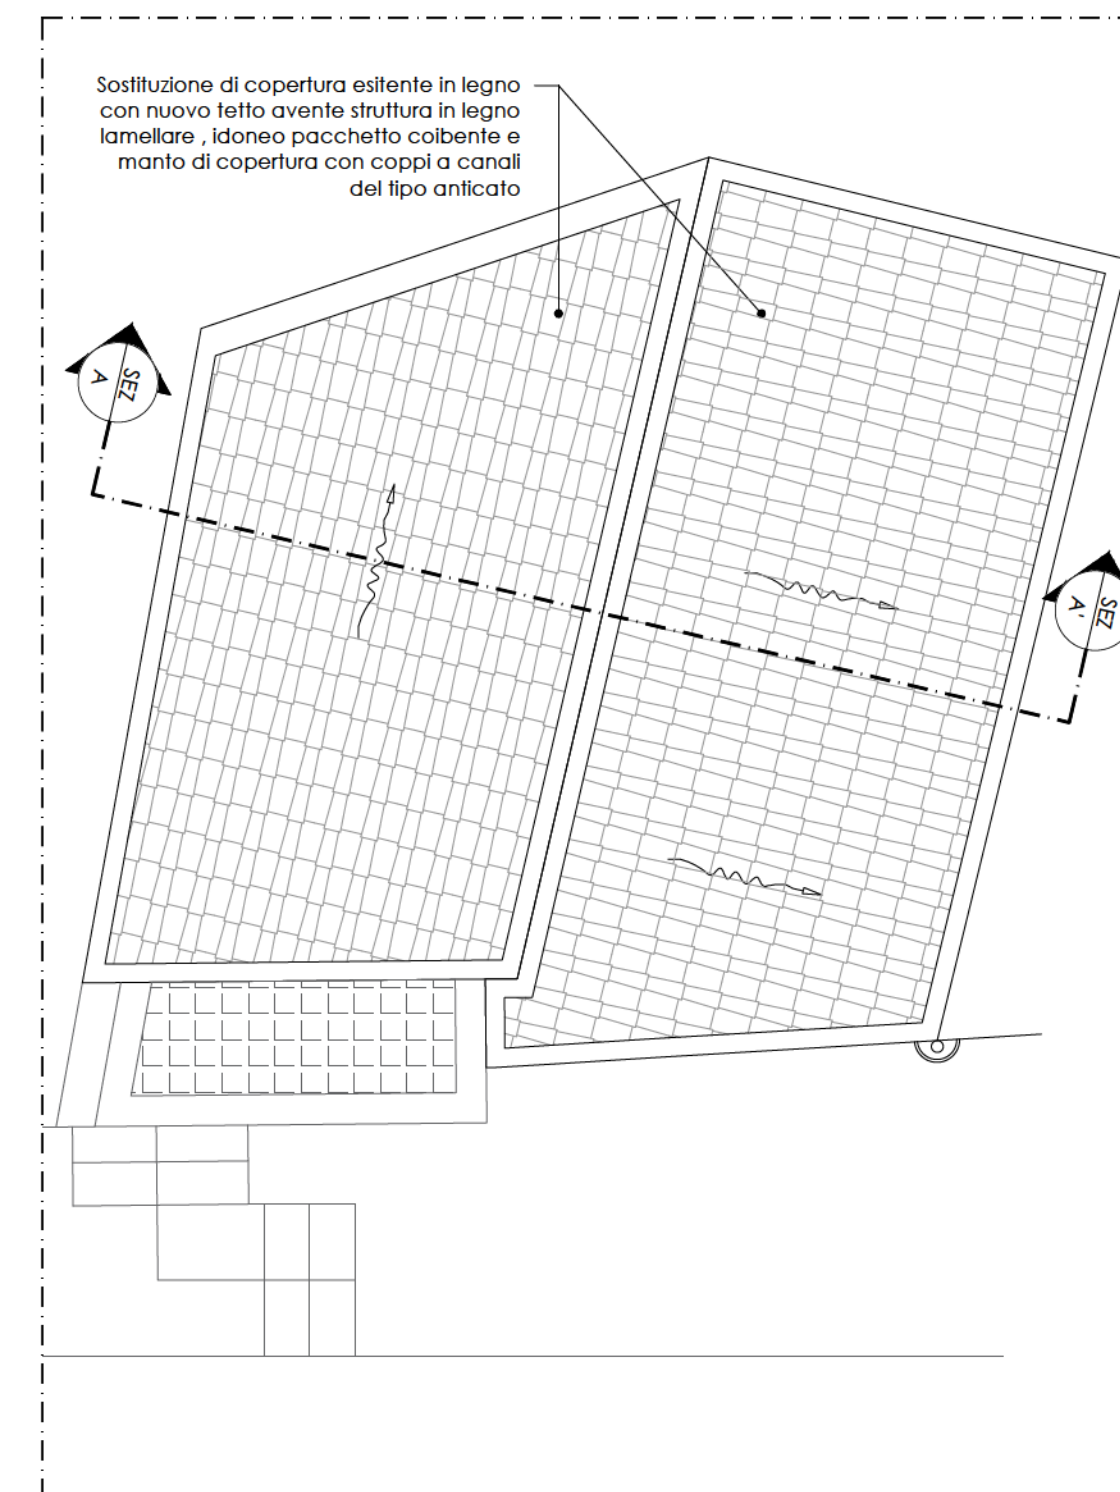 Sostituzione di copertura esitente in legno
con nuovo tetto avente struttura in legno
lamellare , idoneo pacchetto coibente e
manto di copertura con coppi a canali
del tipo anticato
SEZ
A
SEZ
A'